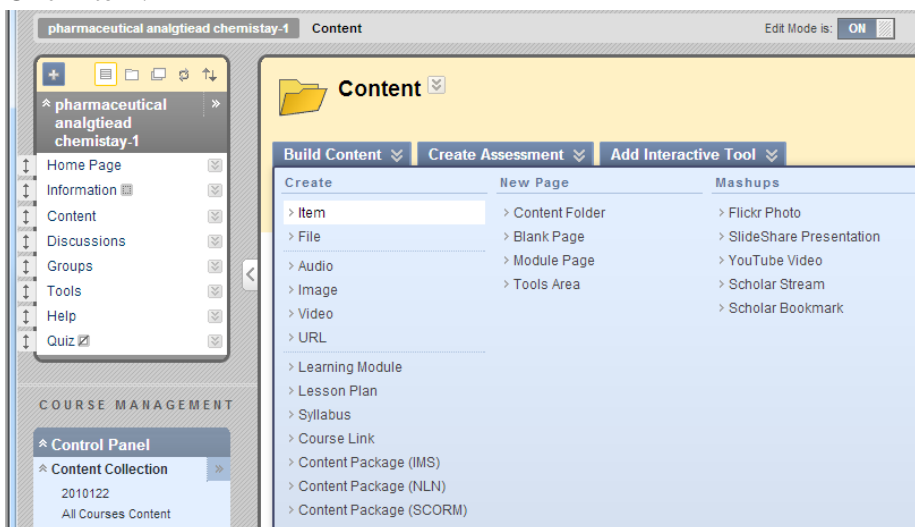 pharmaceutical analgtiead chemistay-1 Content Edit Mode is: ON
pharmaceutical
analgtiead
chemistay-1
Home Page
Information
Content
Discussions
Groups
Tools
Help
Quiz
COURSE MANAGEMENT
Control Panel
Content Collection
2010122
All Courses Content
Content
Build Content Create Assessment Add Interactive Tool
Create
Item
File
Audio
Image
Video
URL
Learning Module
Lesson Plan
Syllabus
Course Link
Content Package (IMS)
Content Package (NLN)
Content Package (SCORM)
New Page
Content Folder
Blank Page
Module Page
Tools Area
Mashups
Flickr Photo
SlideShare Presentation
YouTube Video
Scholar Stream
Scholar Bookmark